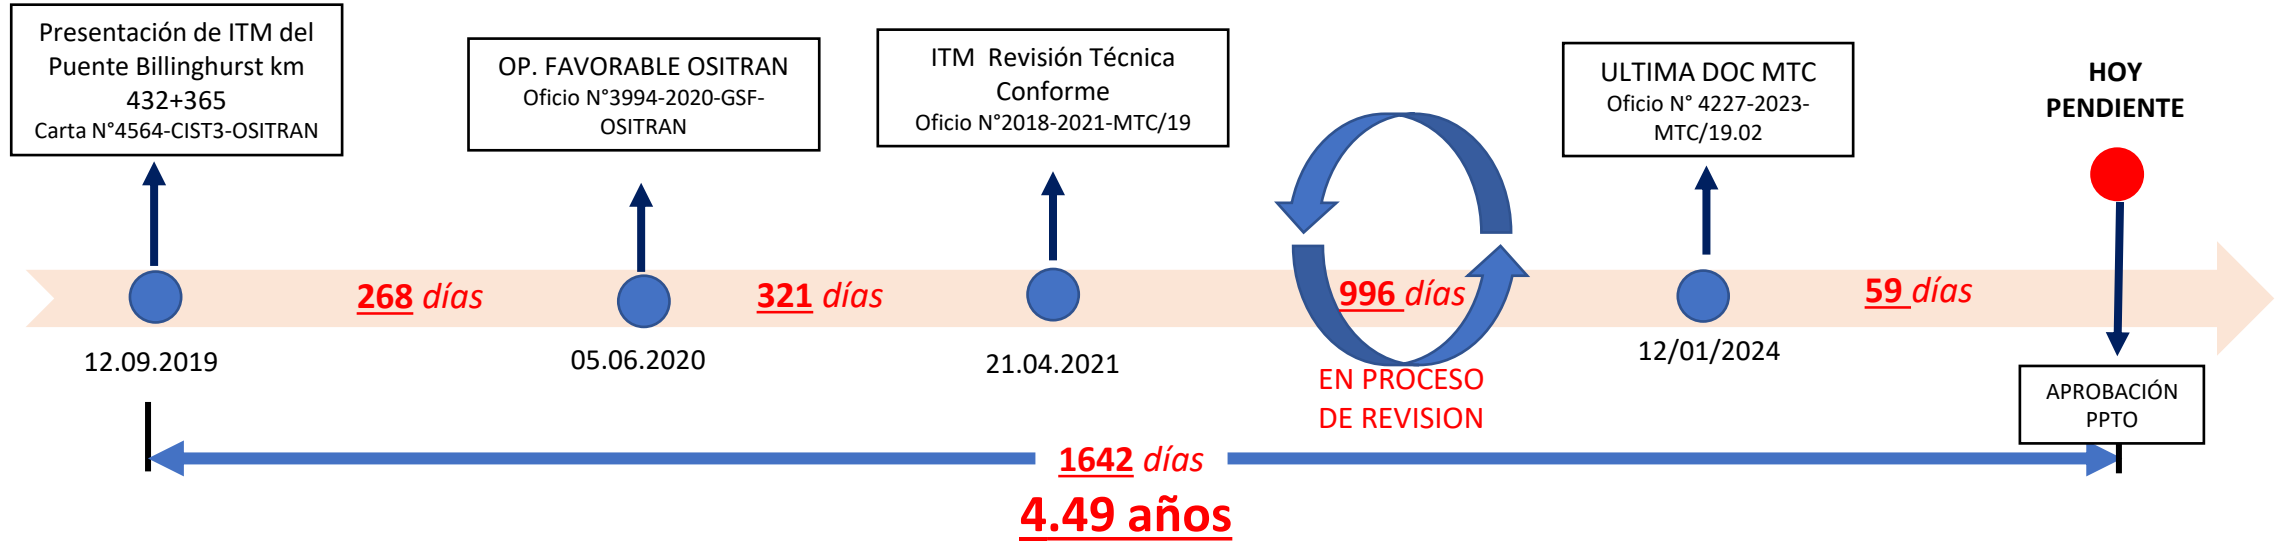 Presentación de ITM del
Puente Billinghurst km
432+365
Carta N°4564-CIST3-OSITRAN
OP. FAVORABLE OSITRAN
Oficio N°3994-2020-GSF-
OSITRAN
ITM Revisión Técnica
Conforme
Oficio N°2018-2021-MTC/19
ULTIMA DOC MTC
Oficio N° 4227-2023-
MTC/19.02
HOY
PENDIENTE
268 días
321 días
996 días
59 días
12.09.2019
05.06.2020
21.04.2021
12/01/2024
EN PROCESO
DE REVISION
APROBACIÓN
PPTO
1642 días
4.49 años